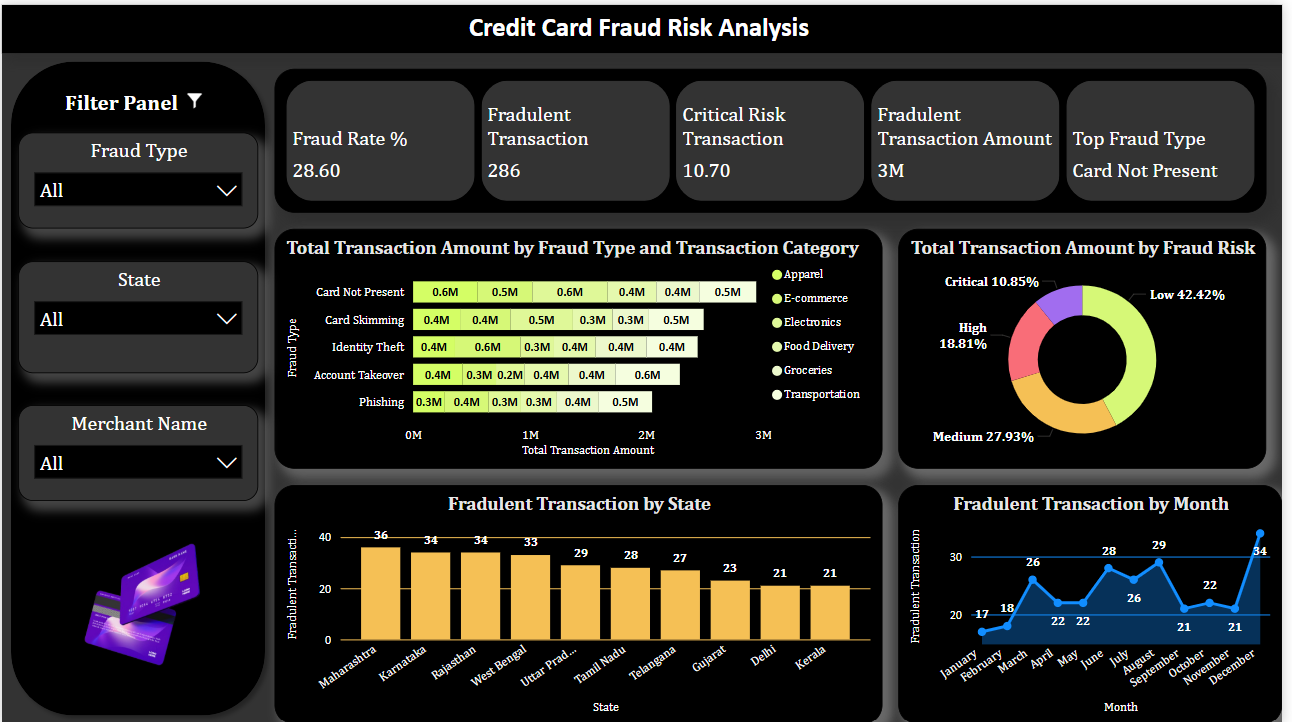 Credit Card Fraud Risk Analysis
Filter Panel
Fraud Type
All
State
All
Merchant Name
All
Fraud Rate %
28.60
Fradulent
Transaction
286
Critical Risk
Transaction
10.70
Fradulent
Transaction Amount
3M
Top Fraud Type
Card Not Present
Total Transaction Amount by Fraud Type and Transaction Category
Fraud Type
Card Not Present 0.6M 0.5M 0.6M 0.4M 0.4M 0.5M
Card Skimming 0.4M 0.4M 0.5M 0.3M 0.3M 0.5M
Identity Theft 0.4M 0.6M 0.3M 0.4M 0.4M 0.4M
Account Takeover 0.4M 0.3M 0.2M 0.4M 0.4M 0.6M
Phishing 0.3M 0.4M 0.3M 0.3M 0.4M 0.5M
0M 1M 2M 3M
Total Transaction Amount
Apparel
E-commerce
Electronics
Food Delivery
Groceries
Transportation
Total Transaction Amount by Fraud Risk
Critical 10.85%
Low 42.42%
High
18.81%
Medium 27.93%
Fradulent Transaction by State
Fradulent Transacti...
40
20
0
36 34 34 33 29 28 27 23 21 21
Maharashtra Karnataka Rajasthan West Bengal Uttar Prad... Tamil Nadu Telangana Gujarat Delhi Kerala
State
Fradulent Transaction by Month
Fradulent Transaction
30
20
17 18 26 22 22 28 26 29 21 22 21 34
January February March April May June July August September October November December
Month